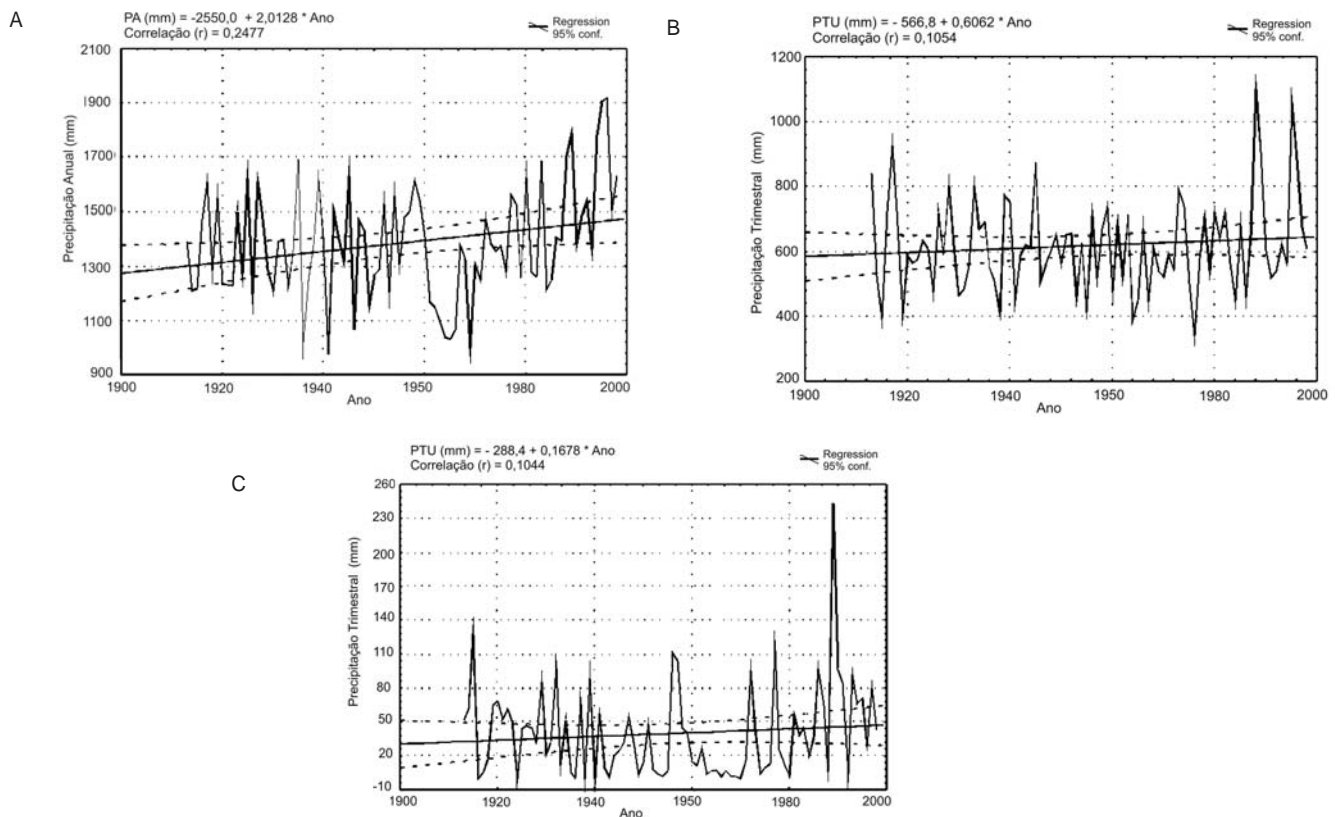 A
PA (mm) = -2550,0 + 2,0128 * Ano
Correlação (r) = 0,2477
Regression
95% conf.
2100
1900
1700
1500
1300
1100
900
Precipitação Anual (mm)
1900
1920
1940
1950
1980
2000
Ano
B
PTU (mm) = - 566,8 + 0,6062 * Ano
Correlação (r) = 0,1054
Regression
95% conf.
1200
1000
800
600
400
200
Precipitação Trimestral (mm)
1900
1920
1940
1950
1980
2000
Ano
C
PTU (mm) = - 288,4 + 0,1678 * Ano
Correlação (r) = 0,1044
Regression
95% conf.
260
230
200
170
140
110
80
50
20
-10
Precipitação Trimestral (mm)
1900
1920
1940
1950
1980
2000
Ano